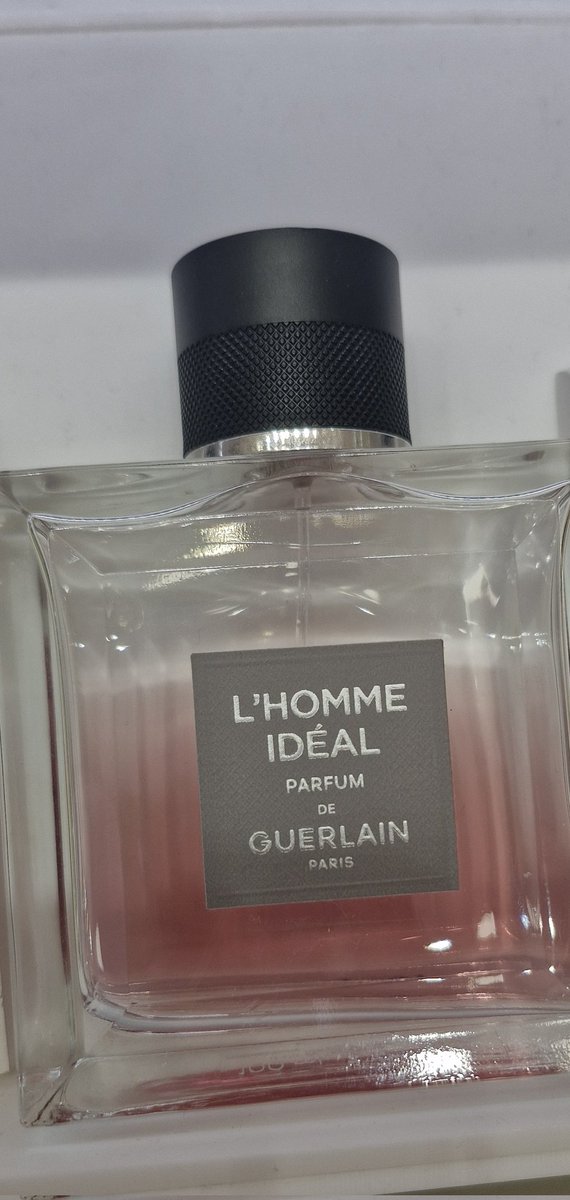 L'HOMME
IDÉAL
PARFUM
DE
GUERLAIN
PARIS